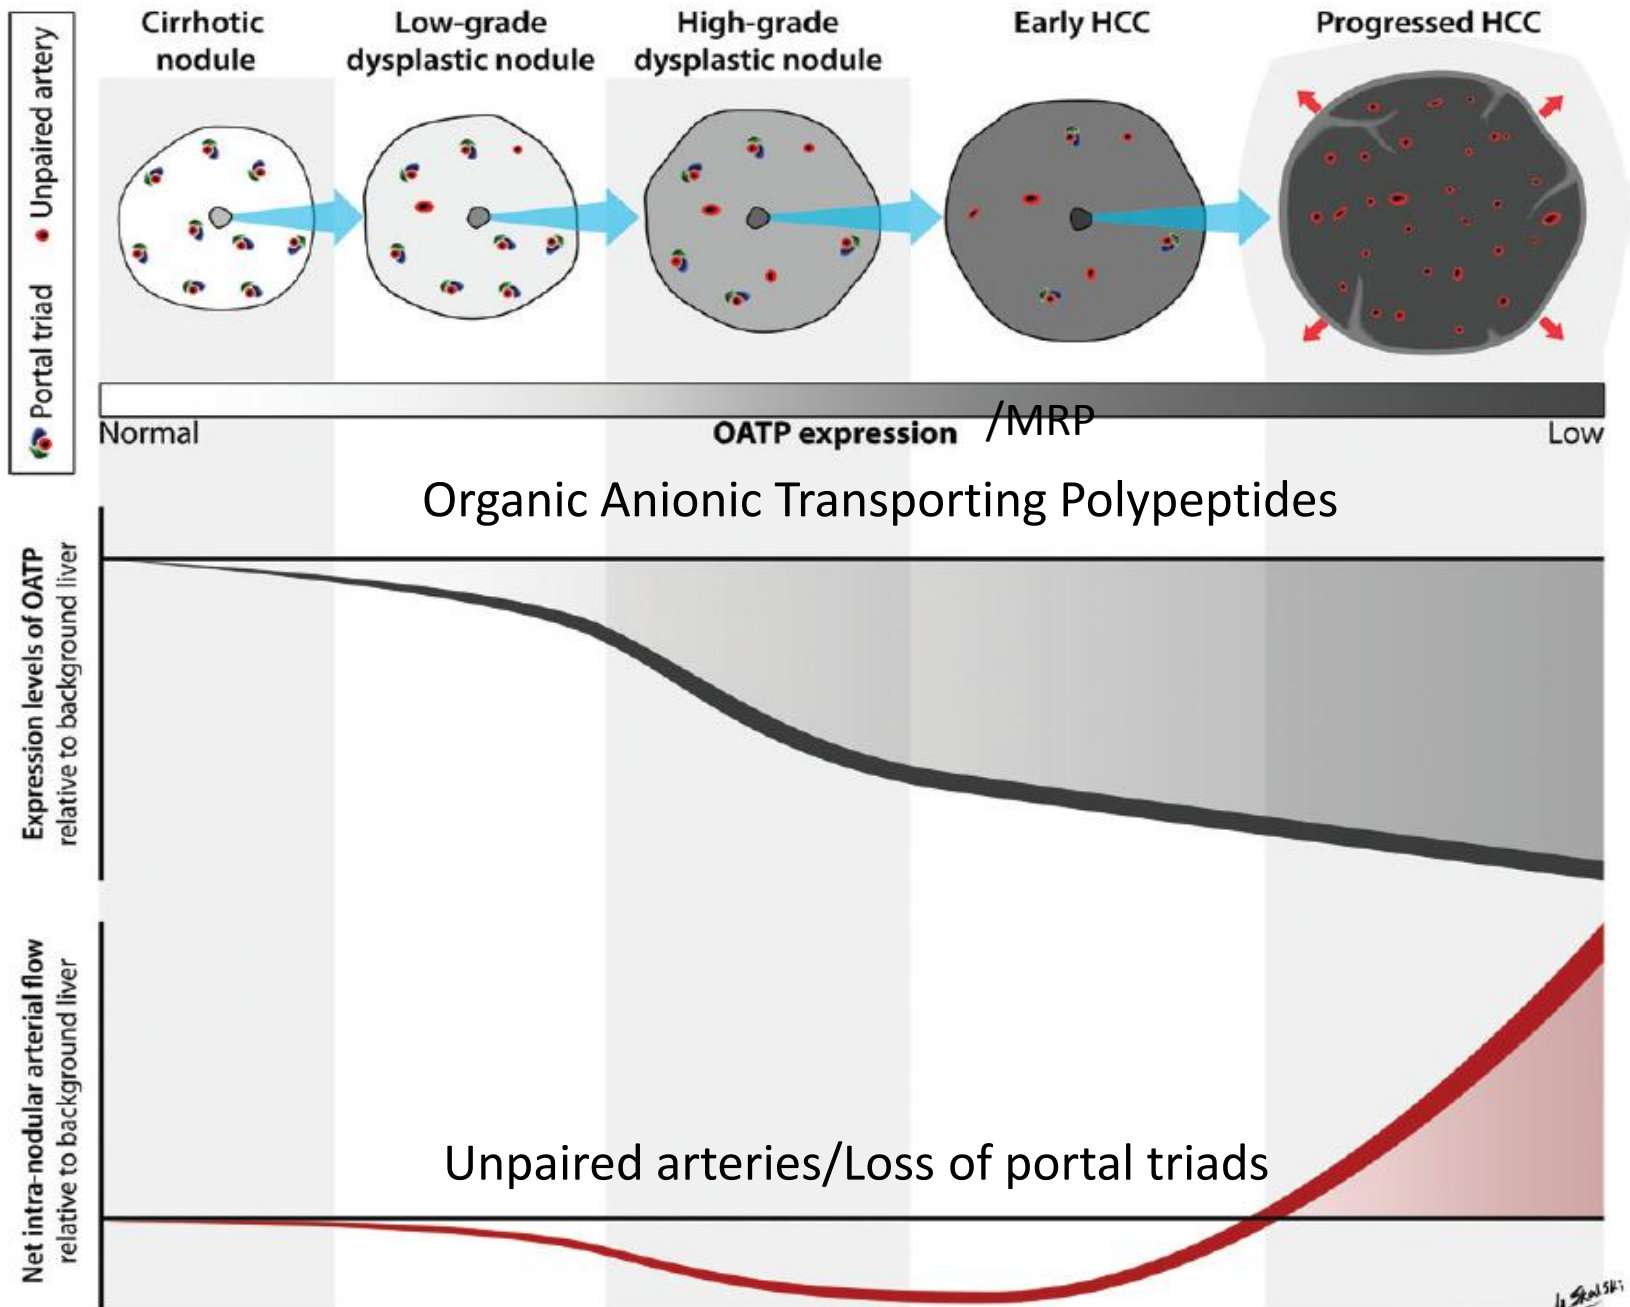 Cirrhotic
nodule
Low-grade
dysplastic nodule
High-grade
dysplastic nodule
Early HCC
Progressed HCC
Portal triad
Unpaired artery
Normal
OATP expression
/MRP
Low
Organic Anionic Transporting Polypeptides
Expression levels of OATP
relative to background liver
Unpaired arteries/Loss of portal triads
Net intra-nodular arterial flow
relative to background liver
Skalski